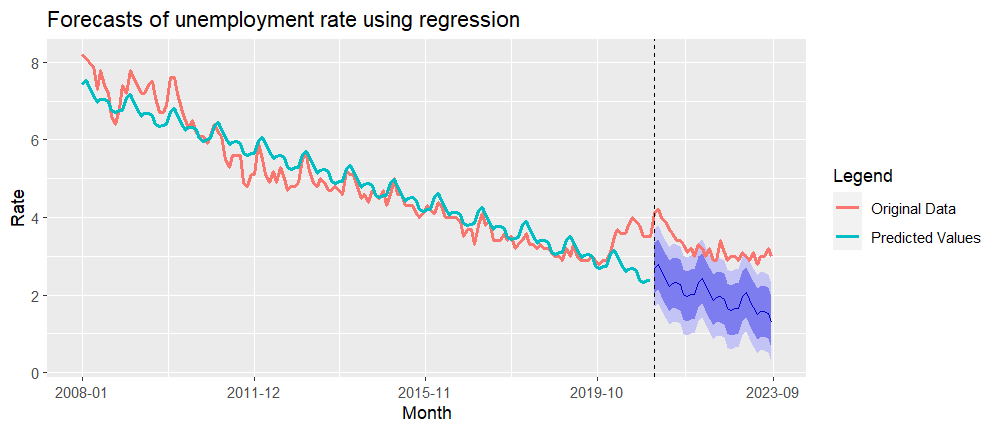 Forecasts of unemployment rate using regression
8
6
4
2
0
Rate
2008-01
2011-12
2015-11
2019-10
2023-09
Month
Legend
Original Data
Predicted Values